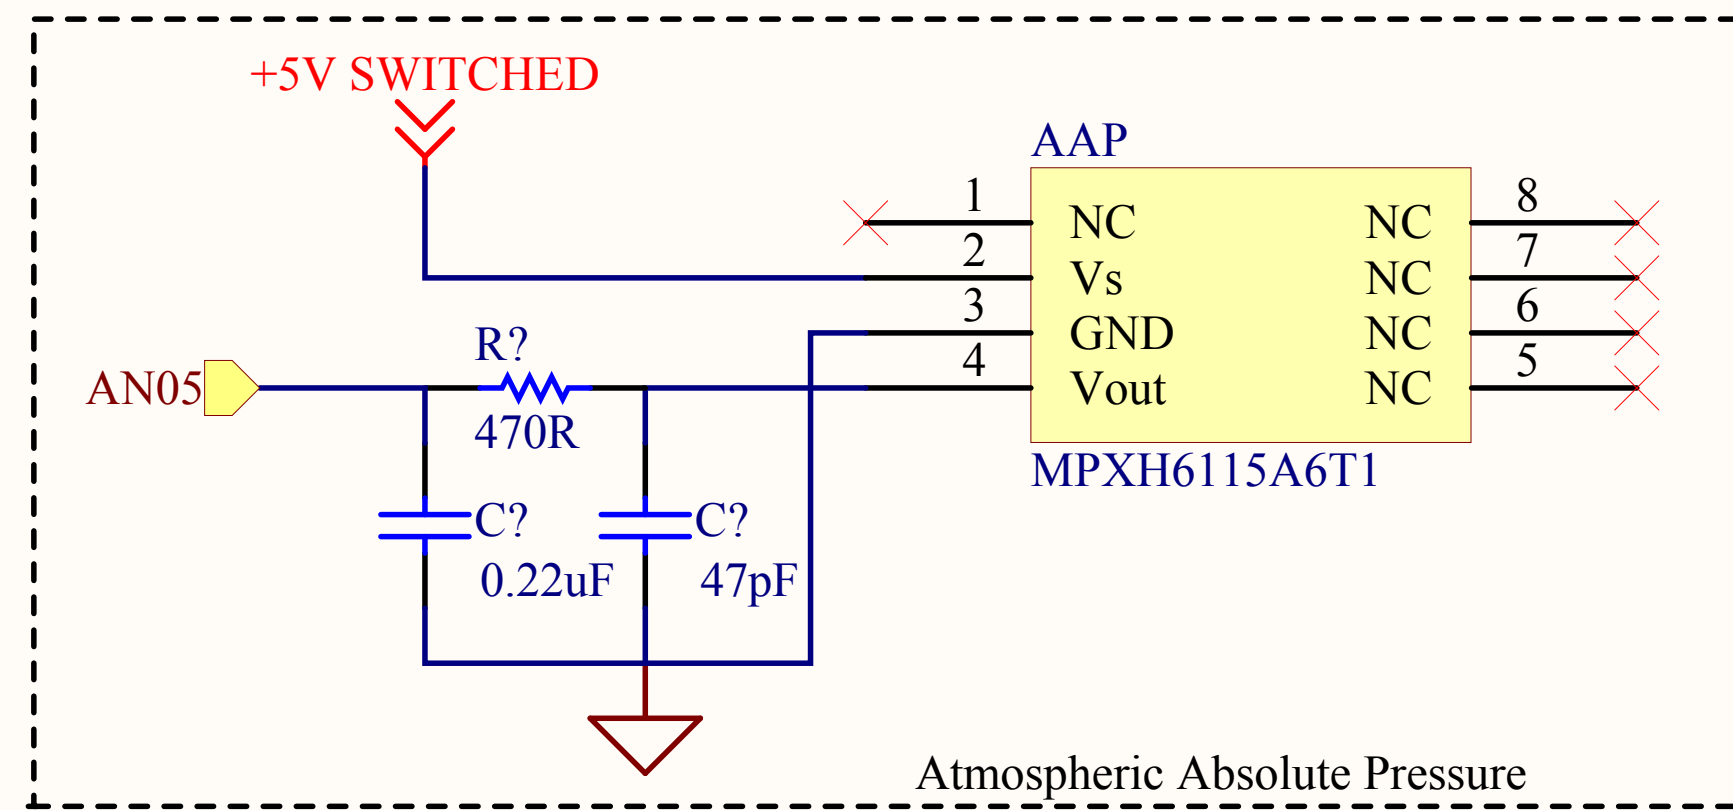 +5V SWITCHED
AAP
1 NC NC 8
2 Vs NC 7
3 GND NC 6
4 Vout NC 5
MPXH6115A6T1
AN05
R?
470R
C?
0.22uF
C?
47pF
Atmospheric Absolute Pressure